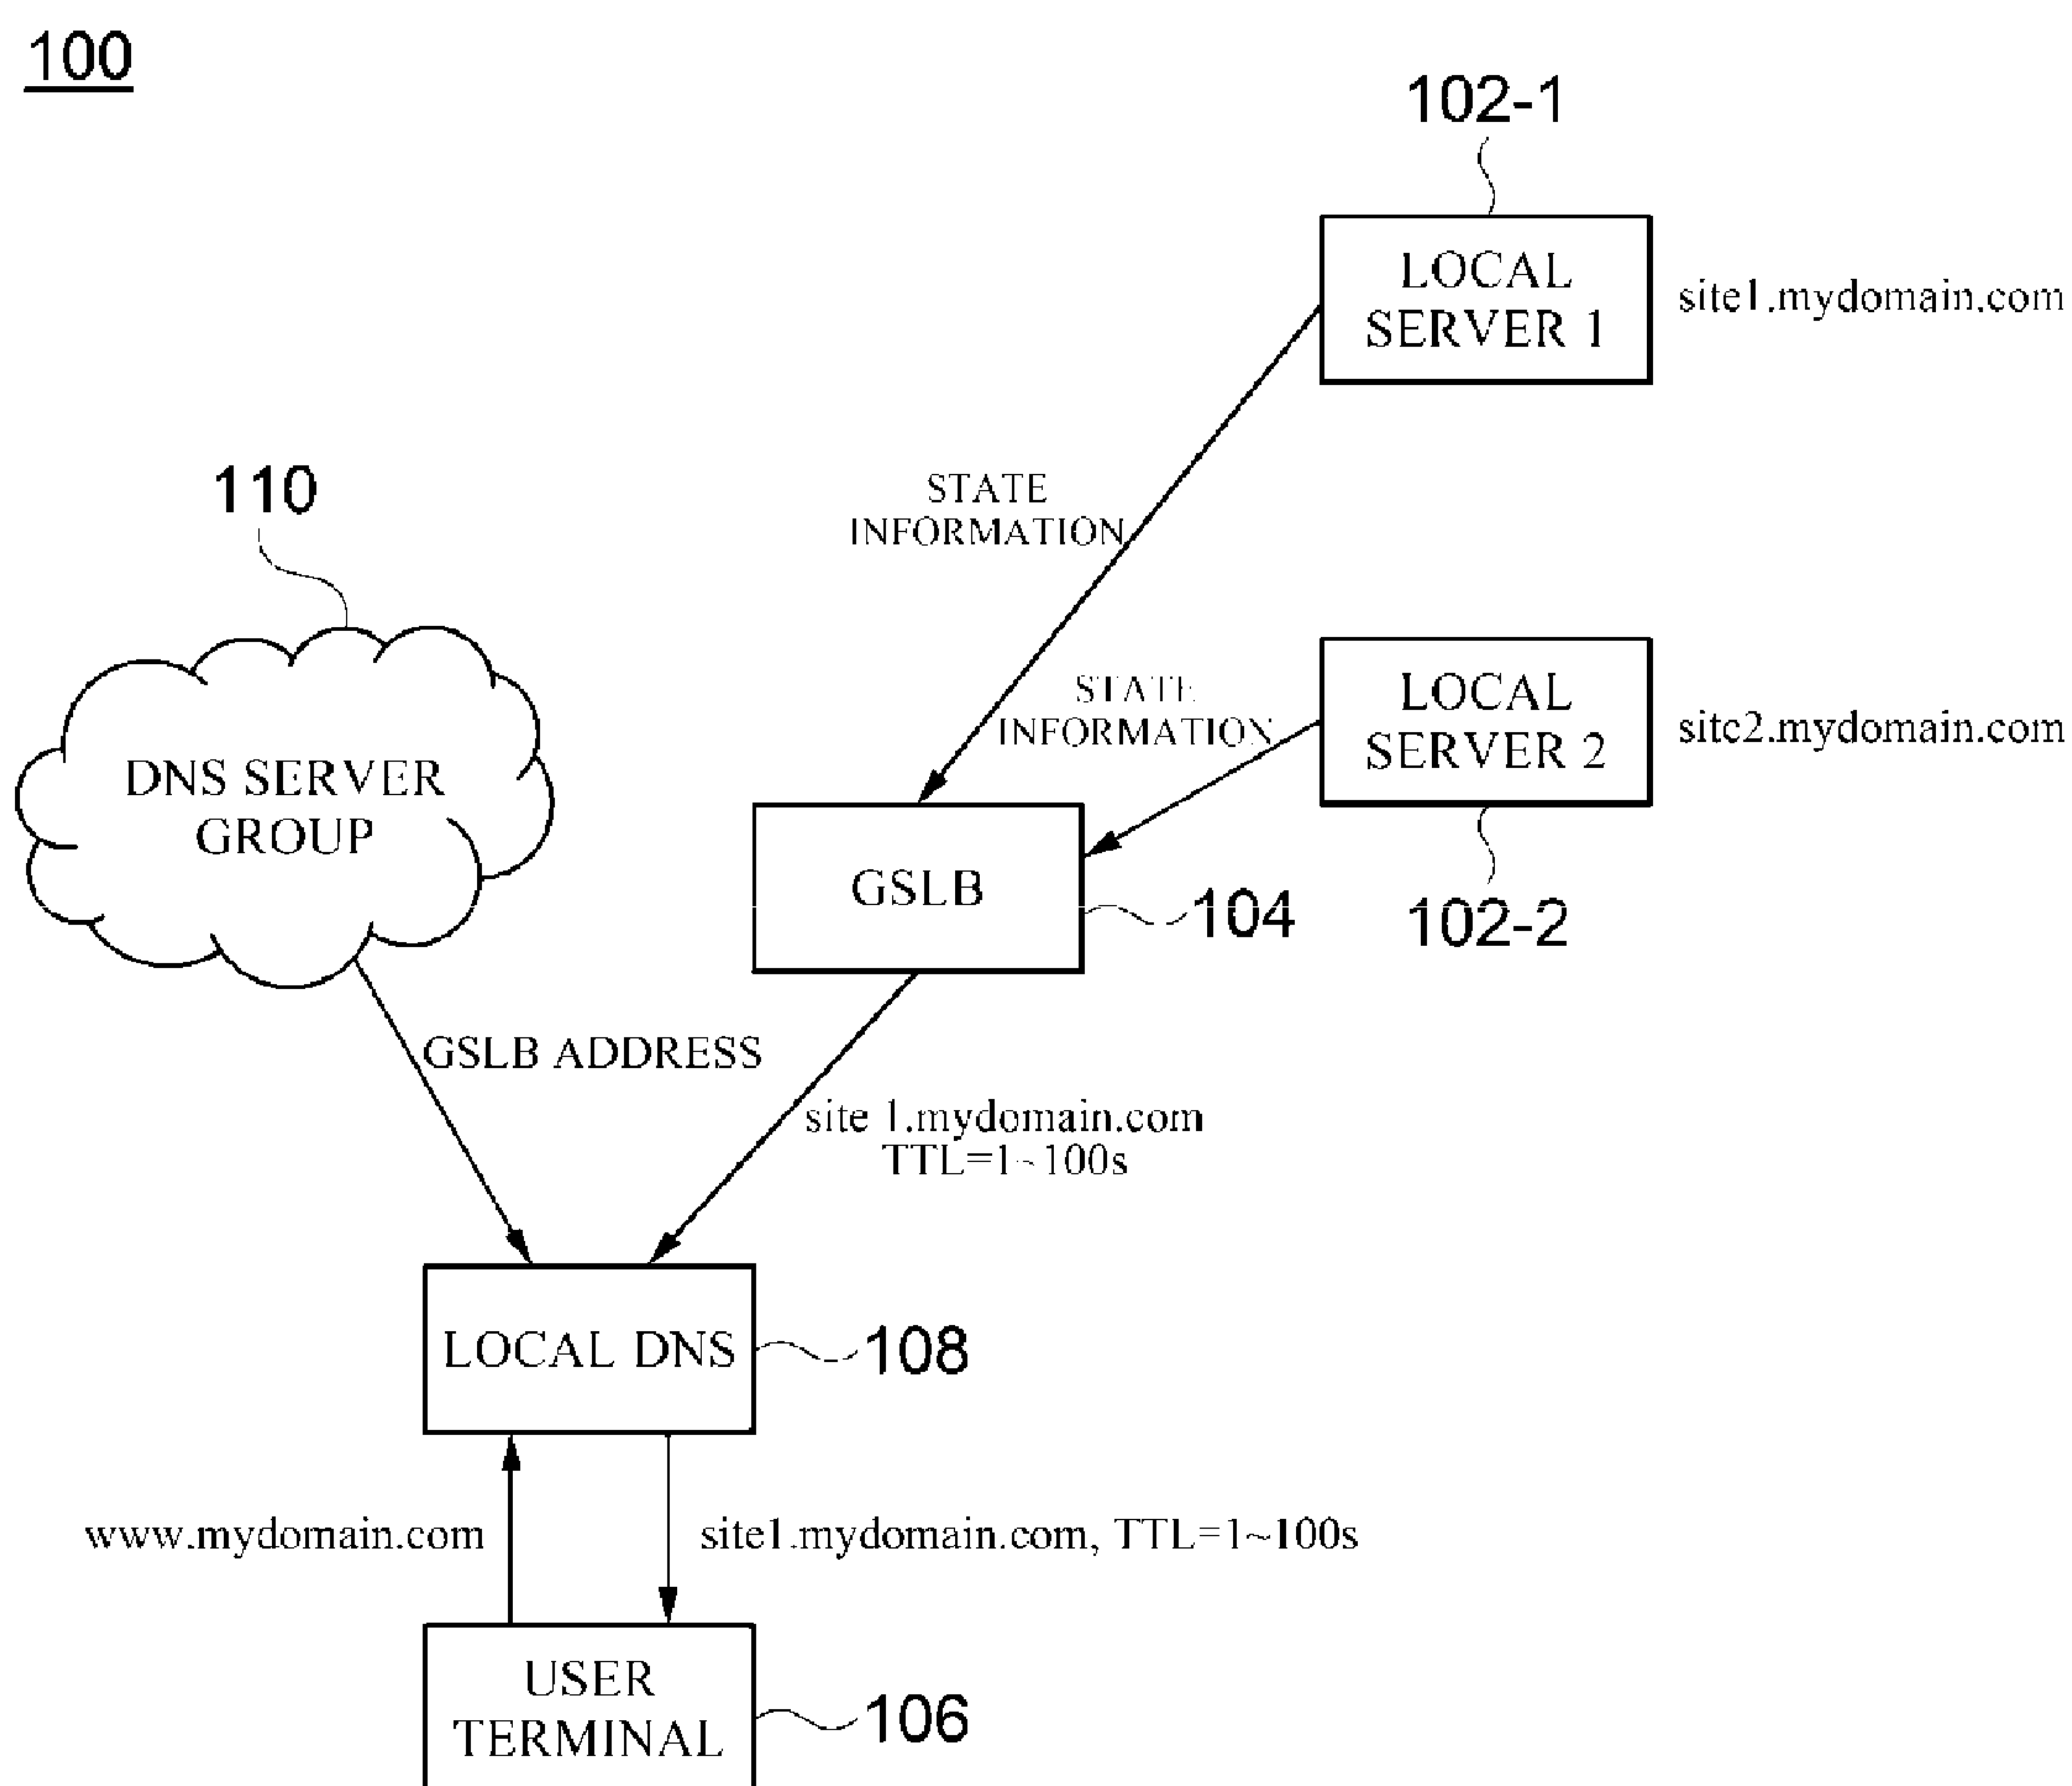 100
102-1
LOCAL
SERVER 1
site1.mydomain.com
STATE
INFORMATION
110
STATE
INFORMATION
LOCAL
SERVER 2
site2.mydomain.com
102-2
DNS SERVER
GROUP
GSLB
104
GSLB ADDRESS
site 1.mydomain.com
TTL=1~100s
LOCAL DNS
108
www.mydomain.com
site1.mydomain.com, TTL=1~100s
USER
TERMINAL
106